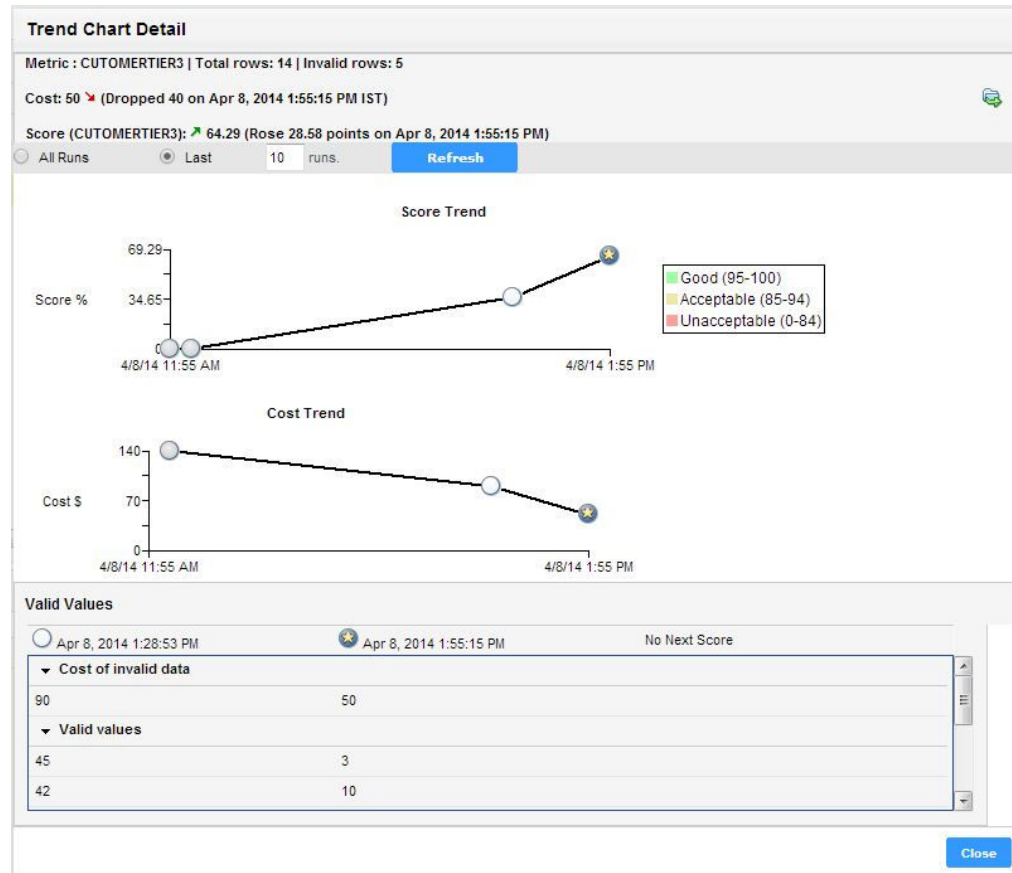 Trend Chart Detail
Metric : CUTOMERTIER3 | Total rows: 14 | Invalid rows: 5
Cost: 50 (Dropped 40 on Apr 8, 2014 1:55:15 PM IST)
Score (CUTOMERTIER3): 64.29 (Rose 28.58 points on Apr 8, 2014 1:55:15 PM)
All Runs Last 10 runs. Refresh
Score Trend
69.29
Score % 34.65
0
4/8/14 11:55 AM 4/8/14 1:55 PM
Good (95-100)
Acceptable (85-94)
Unacceptable (0-84)
Cost Trend
140
Cost $ 70
0
4/8/14 11:55 AM 4/8/14 1:55 PM
Valid Values
Apr 8, 2014 1:28:53 PM Apr 8, 2014 1:55:15 PM No Next Score
Cost of invalid data
90 50
Valid values
45 3
42 10
Close